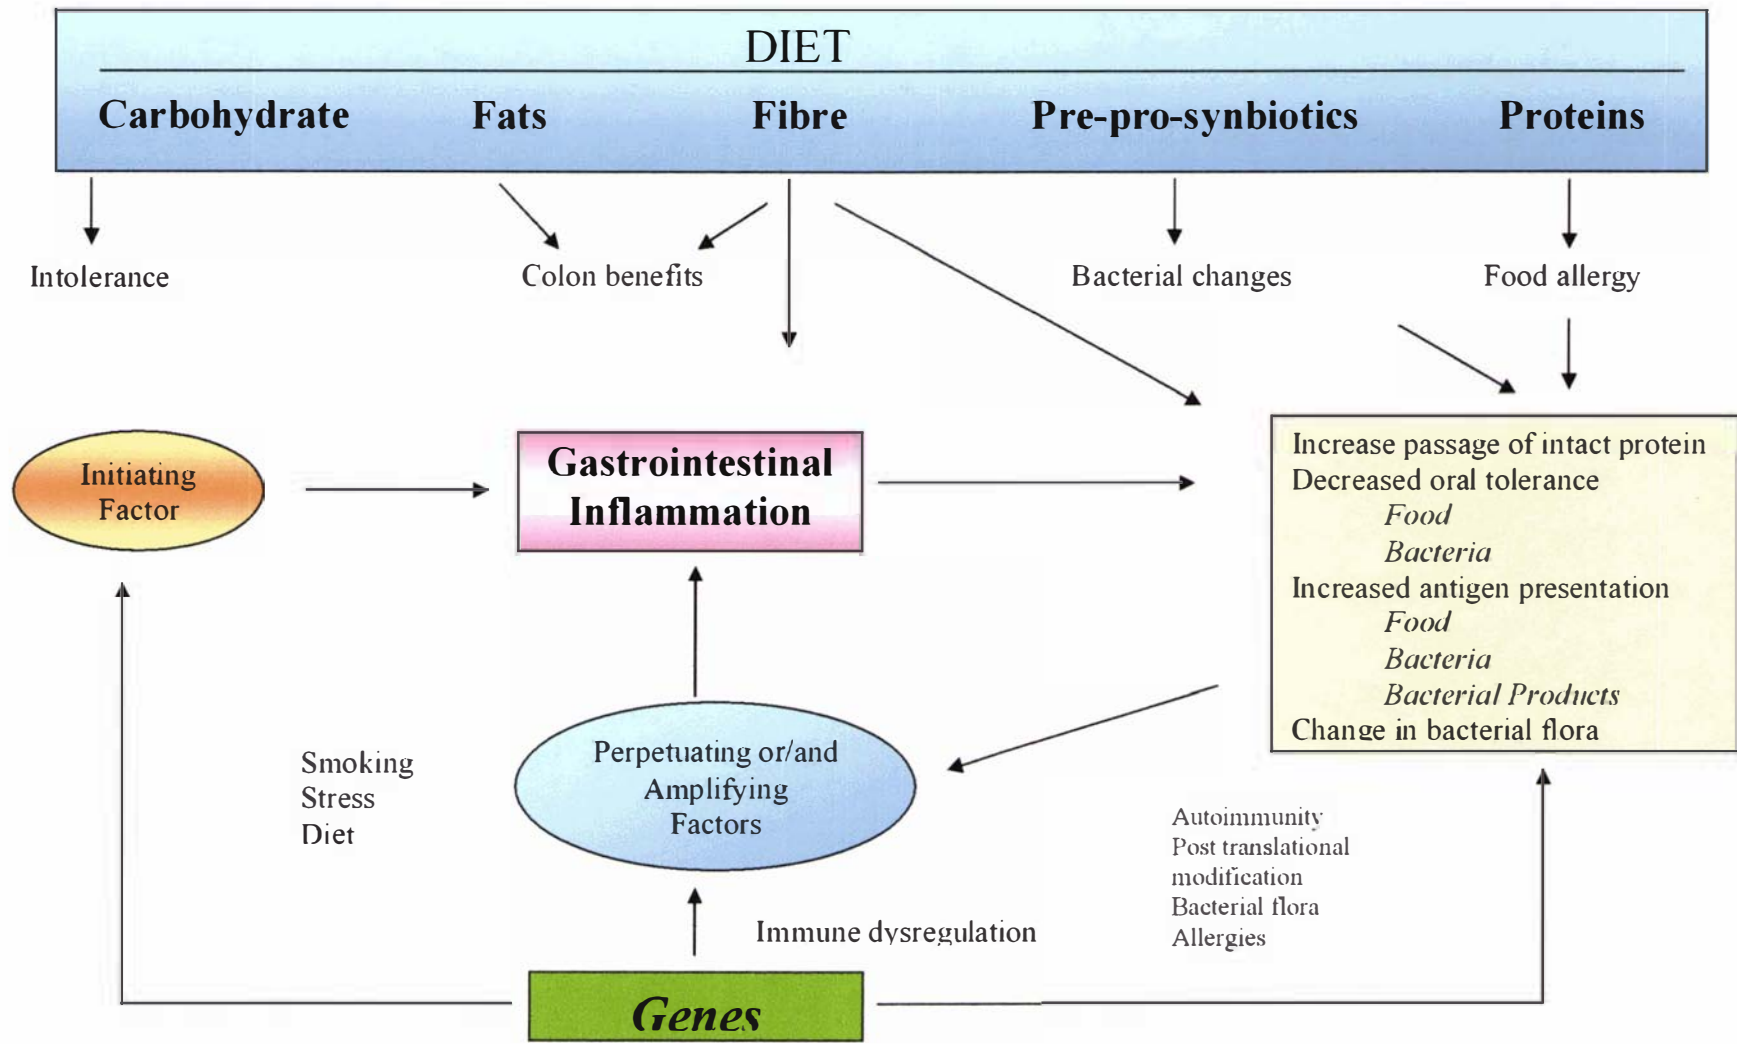 DIET
Carbohydrate Fats Fibre Pre-pro-synbiotics Proteins
Intolerance
Colon benefits
Bacterial changes
Food allergy
Initiating
Factor
Gastrointestinal
Inflammation
Increase passage of intact protein
Decreased oral tolerance
Food
Bacteria
Increased antigen presentation
Food
Bacteria
Bacterial Products
Change in bacterial flora
Smoking
Stress
Diet
Perpetuating or/and
Amplifying
Factors
Autoimmunity
Post translational
modification
Bacterial flora
Allergies
Immune dysregulation
Genes